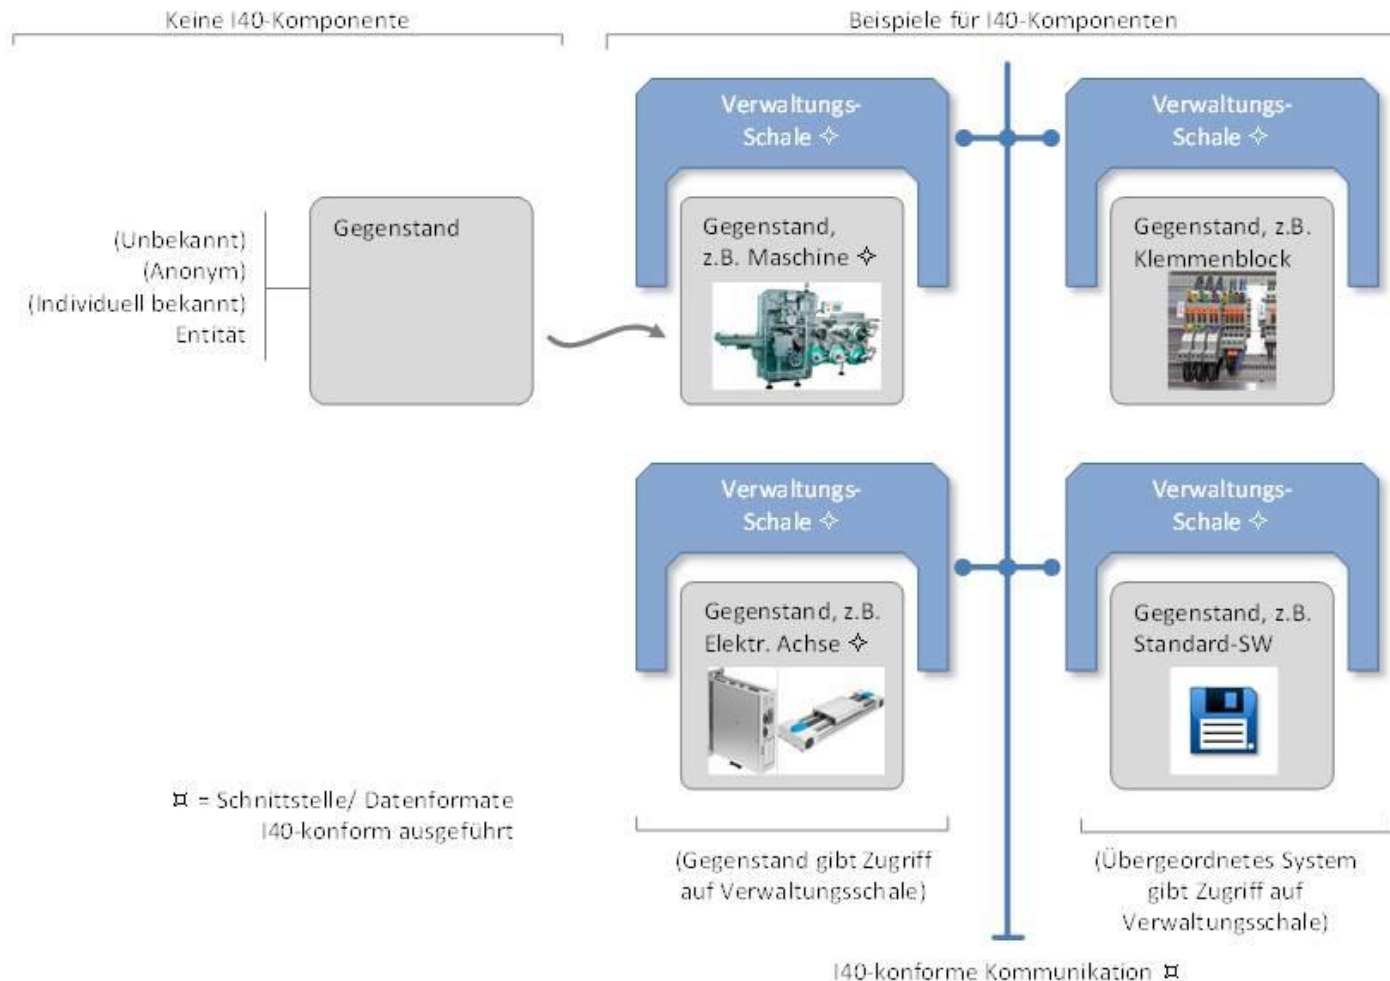 Keine I40-Komponente
Beispiele für I40-Komponenten
(Unbekannt)
(Anonym)
(Individuell bekannt)
Entität
Gegenstand
Verwaltungs-
Schale ✧
Gegenstand,
z.B. Maschine ✧
Verwaltungs-
Schale ✧
Gegenstand, z.B.
Klemmenblock
Verwaltungs-
Schale ✧
Gegenstand, z.B.
Elektr. Achse ✧
Verwaltungs-
Schale ✧
Gegenstand, z.B.
Standard-SW
¤ = Schnittstelle/ Datenformate
I40-konform ausgeführt
(Gegenstand gibt Zugriff
auf Verwaltungsschale)
(Übergeordnetes System
gibt Zugriff auf
Verwaltungsschale)
I40-konforme Kommunikation ¤